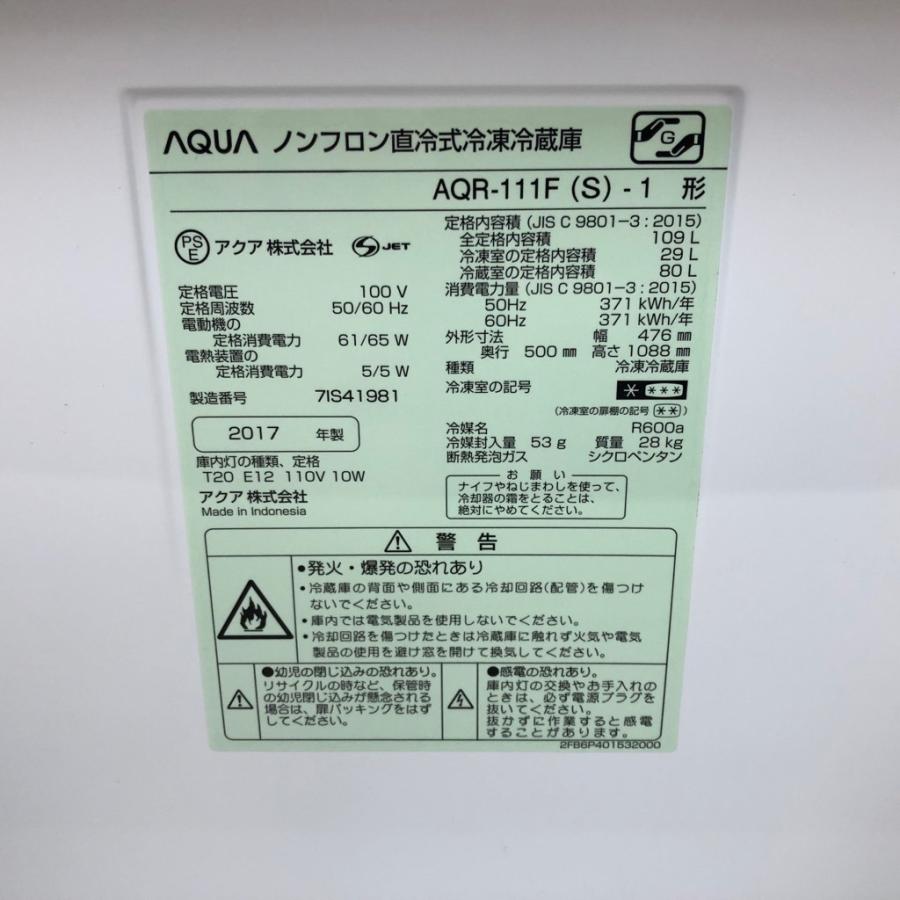 AQUA ノンフロン直冷式冷凍冷蔵庫
G
AQR-111F (S) - 1 形
PS E アクア 株式会社 S JET
定格電圧 100 V
定格周波数 50/60 Hz
電動機の
定格消費電力 61/65 W
電熱装置の
定格消費電力 5/5 W
製造番号 7IS41981
2017 年製
庫内灯の種類、定格
T20 E12 110V 10W
アクア 株式会社
Made in Indonesia
定格内容積 (JIS C 9801-3 : 2015)
全定格内容積 109 L
冷凍室の定格内容積 29 L
冷蔵室の定格内容積 80 L
消費電力量 (JIS C 9801-3 : 2015)
50Hz 371 kWh/年
60Hz 371 kWh/年
外形寸法 幅 476 mm
奥行 500 mm 高さ 1088 mm
種類 冷凍冷蔵庫
冷凍室の記号 * ***
(冷凍室の扉棚の記号 ** )
冷媒名 R600a
冷媒封入量 53 g 質量 28 kg
断熱発泡ガス シクロペンタン
お願い
ナイフやねじまわしを使って、
冷却器の霜をとることは、
絶対にやめてください。
警告
●発火・爆発の恐れあり
・冷蔵庫の背面や側面にある冷却回路(配管)を傷つけ
ないでください。
・庫内では電気製品を使用しないでください。
・冷却回路を傷つけたときは冷蔵庫に触れず火気や電気
製品の使用を避け窓を開けて換気してください。
●幼児の閉じ込みの恐れあり。
リサイクルの時など、保管時
の幼児閉じ込みが懸念される
場合は、扉パッキングをはず
してください。
●感電の恐れあり。
庫内灯の交換やお手入れの
ときは、必ず電源プラグを
抜いてください。
抜かずに作業すると感電
することがあります。
2FB6P401532000